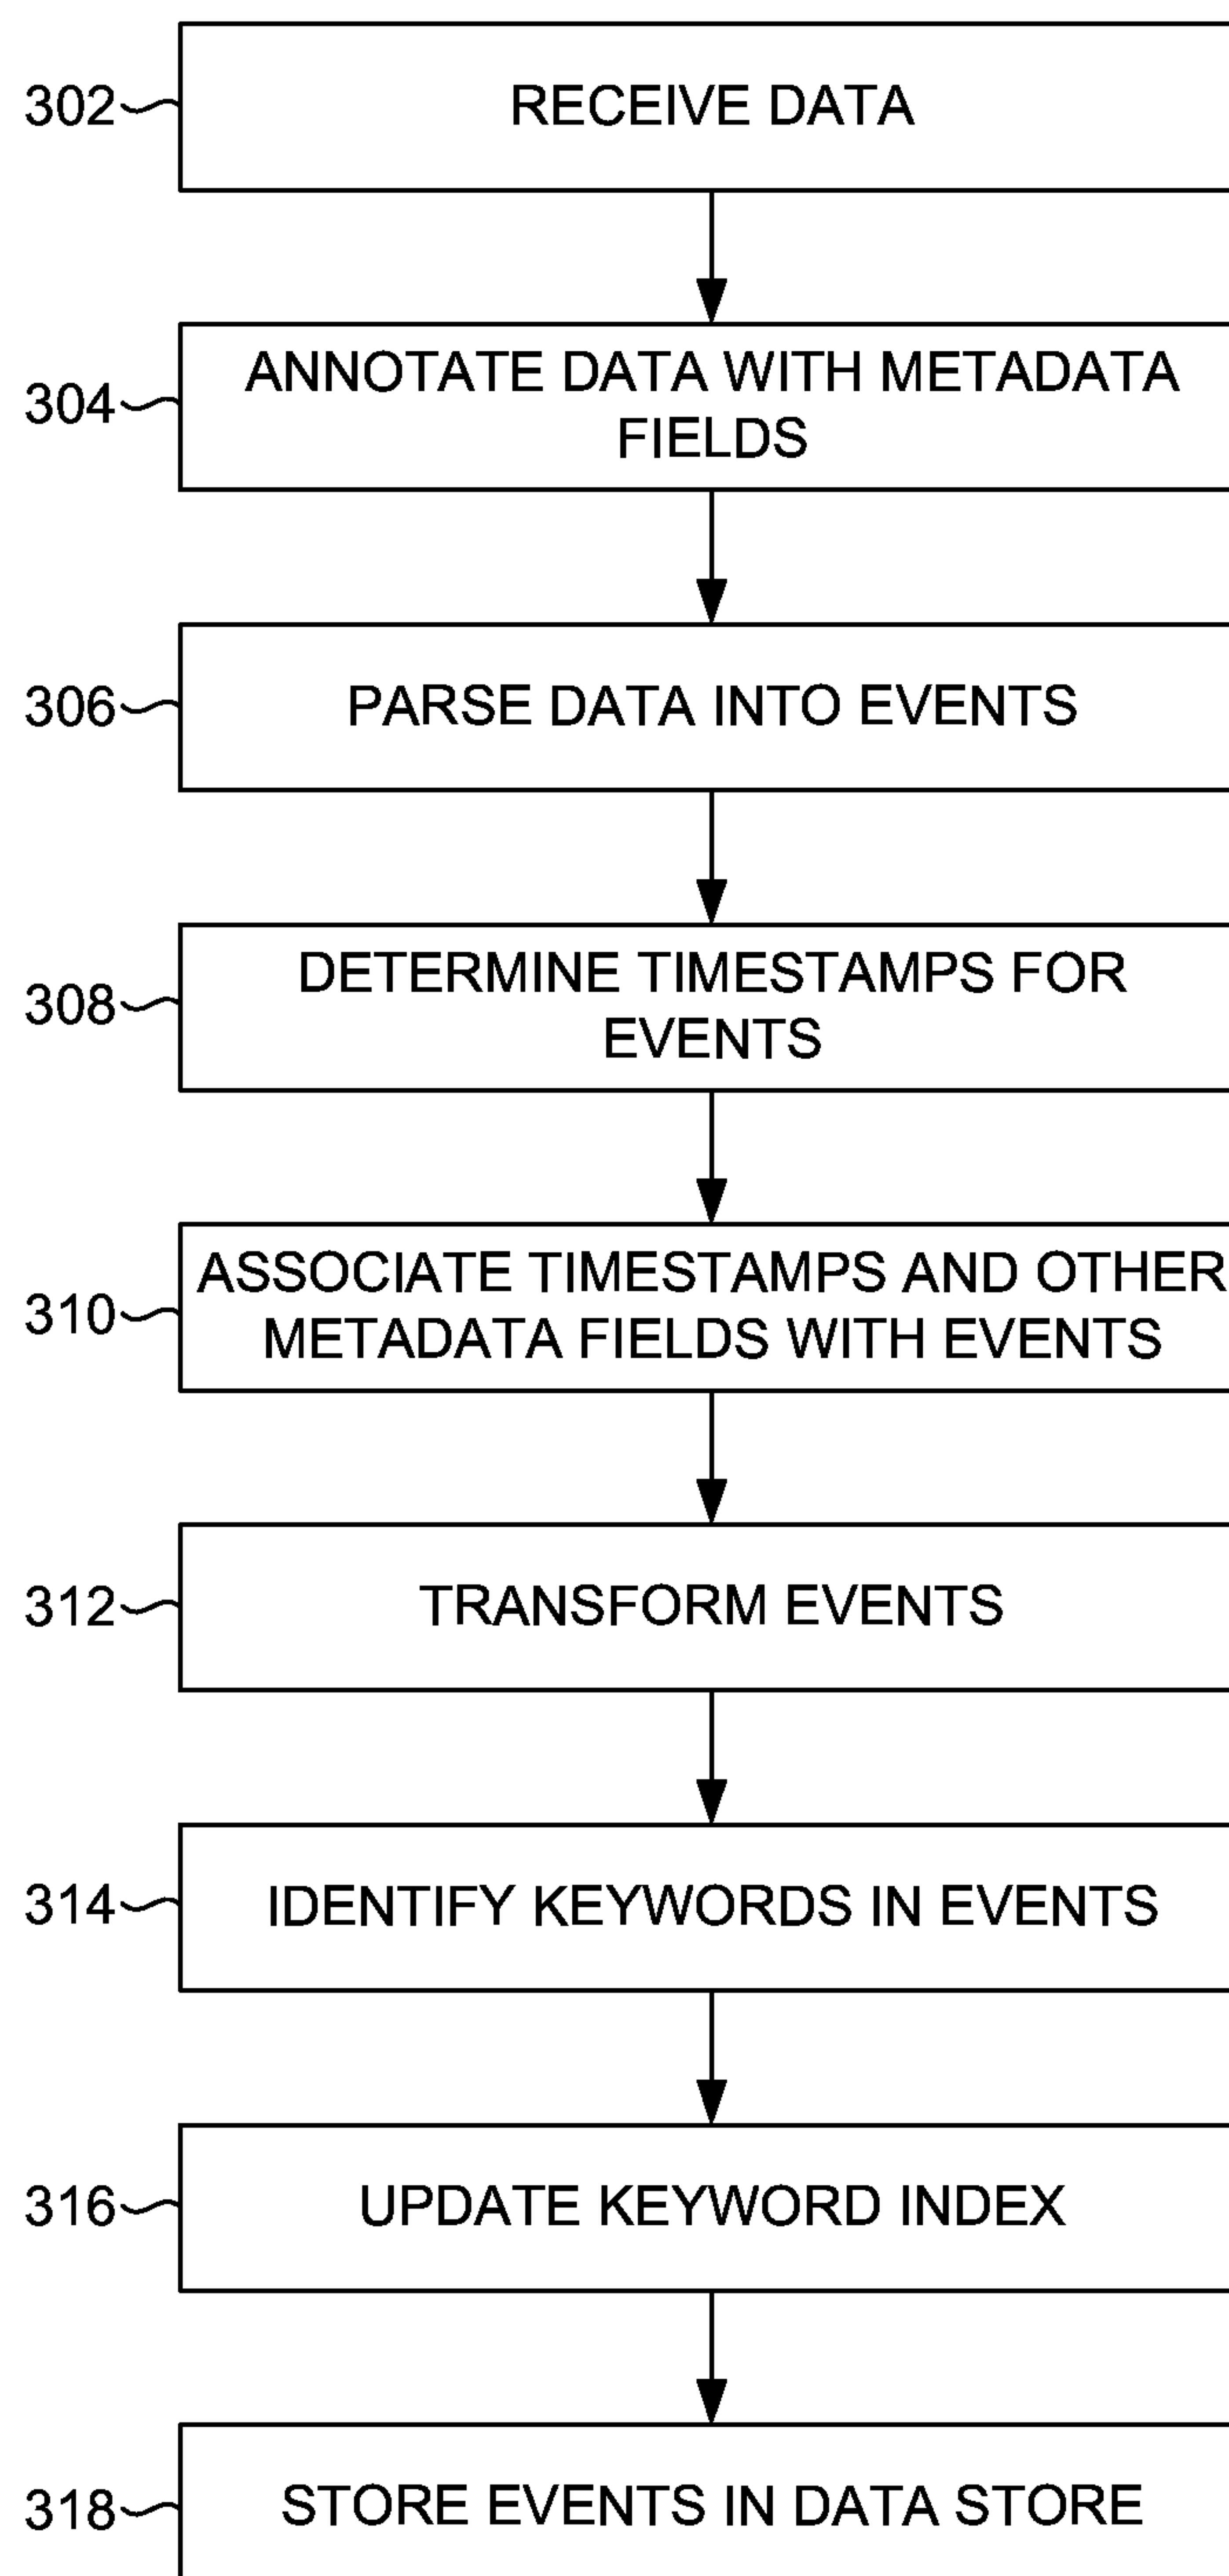 302
RECEIVE DATA
304
ANNOTATE DATA WITH METADATA
FIELDS
306
PARSE DATA INTO EVENTS
308
DETERMINE TIMESTAMPS FOR
EVENTS
310
ASSOCIATE TIMESTAMPS AND OTHER
METADATA FIELDS WITH EVENTS
312
TRANSFORM EVENTS
314
IDENTIFY KEYWORDS IN EVENTS
316
UPDATE KEYWORD INDEX
318
STORE EVENTS IN DATA STORE